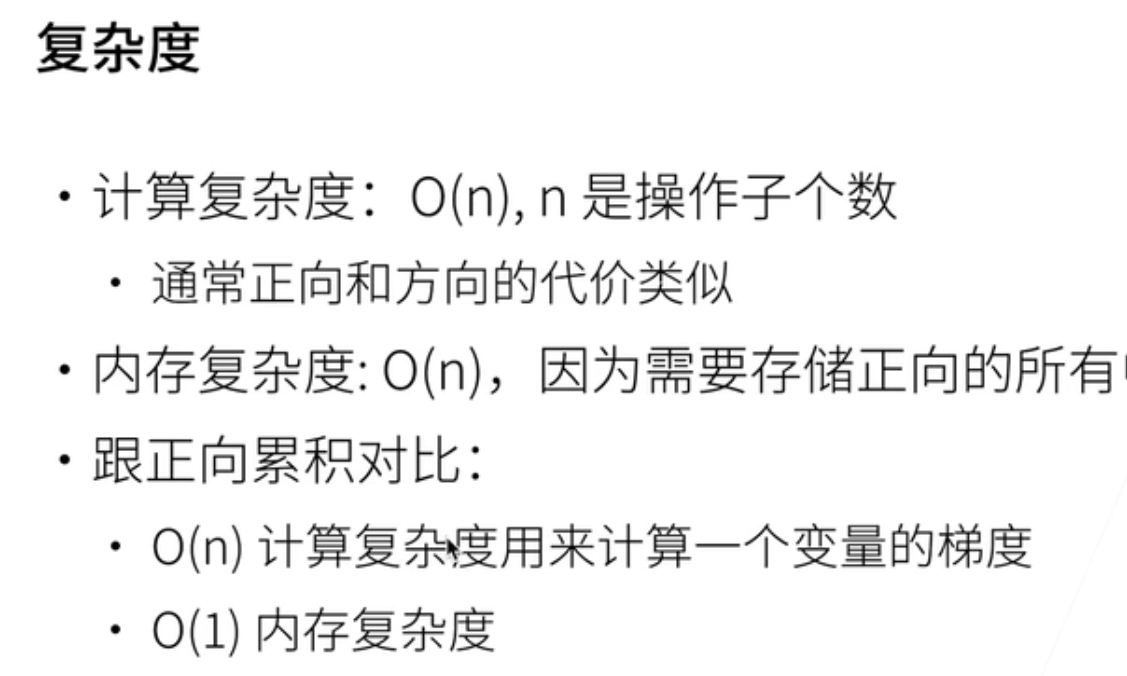 复杂度
• 计算复杂度：O(n), n 是操作子个数
• 通常正向和方向的代价类似
• 内存复杂度: O(n)，因为需要存储正向的所有
• 跟正向累积对比：
• O(n) 计算复杂度用来计算一个变量的梯度
• O(1) 内存复杂度